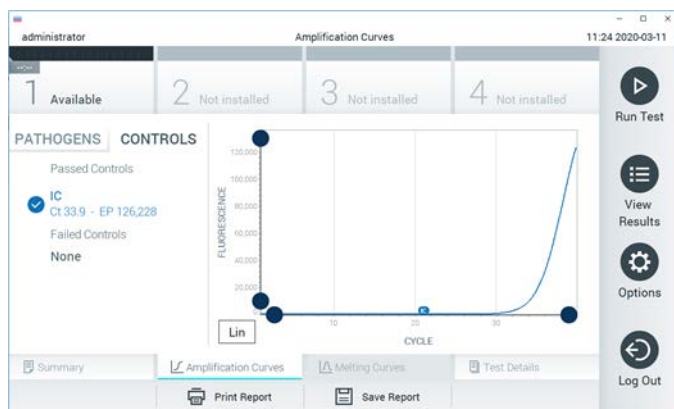 administrator
Amplification Curves
11:24 2020-03-11
1 Available
2 Not installed
3 Not installed
4 Not installed
Run Test
PATHOGENS
CONTROLS
Passed Controls
IC
Ct 33.9 - EP 126,228
Failed Controls
None
FLUORESCENCE
120,000
100,000
80,000
60,000
40,000
20,000
0
IC
10
20
30
CYCLE
Lin
View
Results
Options
Log Out
Summary
Amplification Curves
Melting Curves
Test Details
Print Report
Save Report